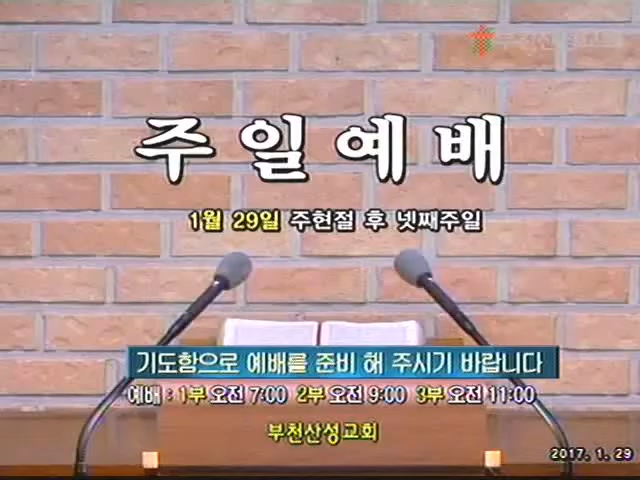 주일예배
1월 29일 주현절 후 넷째주일
기도함으로 예배를 준비 해 주시기 바랍니다
예배 : 1부 오전 7:00 2부 오전 9:00 3부 오전 11:00
부천산성교회
2017. 1. 29